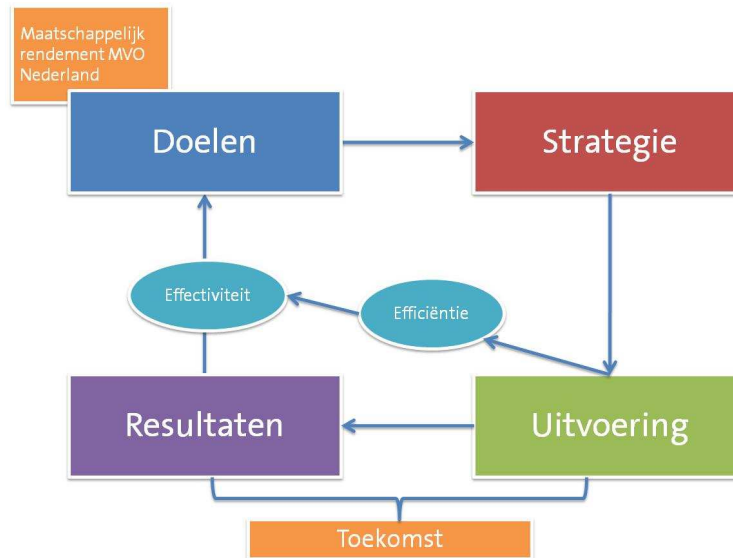 Maatschappelijk
rendement MVO
Nederland
Doelen
Strategie
Effectiviteit
Efficiëntie
Resultaten
Uitvoering
Toekomst